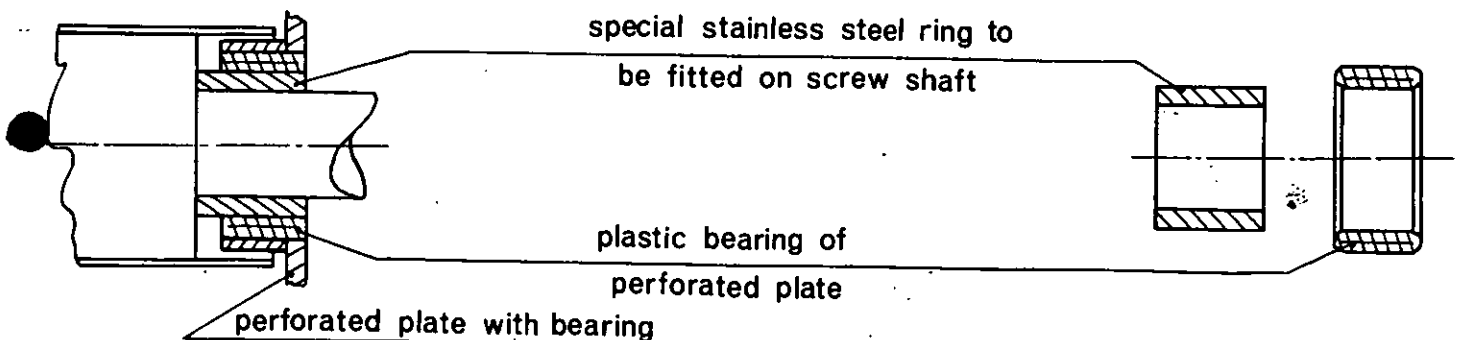 special stainless steel ring to
be fitted on screw shaft
plastic bearing of
perforated plate
perforated plate with bearing